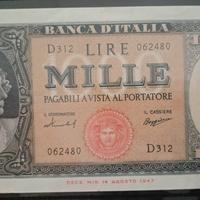 BANCA D'ITALIA
D312 LIRE 062480
MILLE
PAGABILI A VISTA AL PORTATORE
IL GOVERNATORE IL CASSIERE
062480 D312
DECR. MIN. 14 AGOSTO 1947